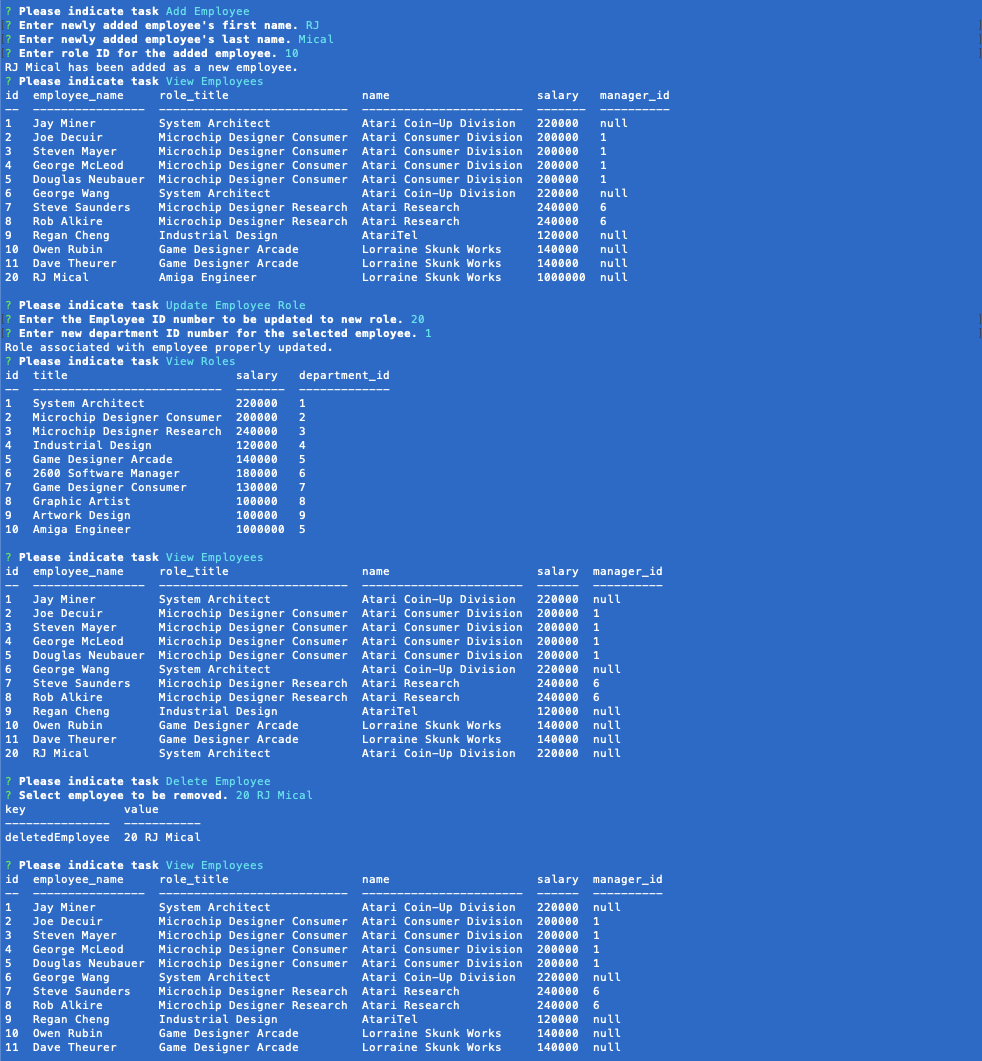 ? Please indicate task Add Employee
? Enter newly added employee's first name. RJ
? Enter newly added employee's last name. Mical
? Enter role ID for the added employee. 10
RJ Mical has been added as a new employee.
? Please indicate task View Employees
id  employee_name     role_title                   name                     salary   manager_id
--  ----------------  ---------------------------  -----------------------  -------  ----------
1   Jay Miner         System Architect             Atari Coin-Up Division   220000   null
2   Joe Decuir        Microchip Designer Consumer  Atari Consumer Division  200000   1
3   Steven Mayer      Microchip Designer Consumer  Atari Consumer Division  200000   1
4   George McLeod     Microchip Designer Consumer  Atari Consumer Division  200000   1
5   Douglas Neubauer  Microchip Designer Consumer  Atari Consumer Division  200000   1
6   George Wang       System Architect             Atari Coin-Up Division   220000   null
7   Steve Saunders    Microchip Designer Research  Atari Research           240000   6
8   Rob Alkire        Microchip Designer Research  Atari Research           240000   6
9   Regan Cheng       Industrial Design            AtariTel                 120000   null
10  Owen Rubin        Game Designer Arcade         Lorraine Skunk Works     140000   null
11  Dave Theurer      Game Designer Arcade         Lorraine Skunk Works     140000   null
20  RJ Mical          Amiga Engineer               Lorraine Skunk Works     1000000  null
? Please indicate task Update Employee Role
? Enter the Employee ID number to be updated to new role. 20
? Enter new department ID number for the selected employee. 1
Role associated with employee properly updated.
? Please indicate task View Roles
id  title                        salary   department_id
--  ---------------------------  -------  -------------
1   System Architect             220000   1
2   Microchip Designer Consumer  200000   2
3   Microchip Designer Research  240000   3
4   Industrial Design            120000   4
5   Game Designer Arcade         140000   5
6   2600 Software Manager        180000   6
7   Game Designer Consumer       130000   7
8   Graphic Artist               100000   8
9   Artwork Design               100000   9
10  Amiga Engineer               1000000  5
? Please indicate task View Employees
id  employee_name     role_title                   name                     salary  manager_id
--  ----------------  ---------------------------  -----------------------  ------  ----------
1   Jay Miner         System Architect             Atari Coin-Up Division   220000  null
2   Joe Decuir        Microchip Designer Consumer  Atari Consumer Division  200000  1
3   Steven Mayer      Microchip Designer Consumer  Atari Consumer Division  200000  1
4   George McLeod     Microchip Designer Consumer  Atari Consumer Division  200000  1
5   Douglas Neubauer  Microchip Designer Consumer  Atari Consumer Division  200000  1
6   George Wang       System Architect             Atari Coin-Up Division   220000  null
7   Steve Saunders    Microchip Designer Research  Atari Research           240000  6
8   Rob Alkire        Microchip Designer Research  Atari Research           240000  6
9   Regan Cheng       Industrial Design            AtariTel                 120000  null
10  Owen Rubin        Game Designer Arcade         Lorraine Skunk Works     140000  null
11  Dave Theurer      Game Designer Arcade         Lorraine Skunk Works     140000  null
20  RJ Mical          System Architect             Atari Coin-Up Division   220000  null
? Please indicate task Delete Employee
? Select employee to be removed. 20 RJ Mical
key              value
---------------  -----------
deletedEmployee  20 RJ Mical
? Please indicate task View Employees
id  employee_name     role_title                   name                     salary  manager_id
--  ----------------  ---------------------------  -----------------------  ------  ----------
1   Jay Miner         System Architect             Atari Coin-Up Division   220000  null
2   Joe Decuir        Microchip Designer Consumer  Atari Consumer Division  200000  1
3   Steven Mayer      Microchip Designer Consumer  Atari Consumer Division  200000  1
4   George McLeod     Microchip Designer Consumer  Atari Consumer Division  200000  1
5   Douglas Neubauer  Microchip Designer Consumer  Atari Consumer Division  200000  1
6   George Wang       System Architect             Atari Coin-Up Division   220000  null
7   Steve Saunders    Microchip Designer Research  Atari Research           240000  6
8   Rob Alkire        Microchip Designer Research  Atari Research           240000  6
9   Regan Cheng       Industrial Design            AtariTel                 120000  null
10  Owen Rubin        Game Designer Arcade         Lorraine Skunk Works     140000  null
11  Dave Theurer      Game Designer Arcade         Lorraine Skunk Works     140000  null